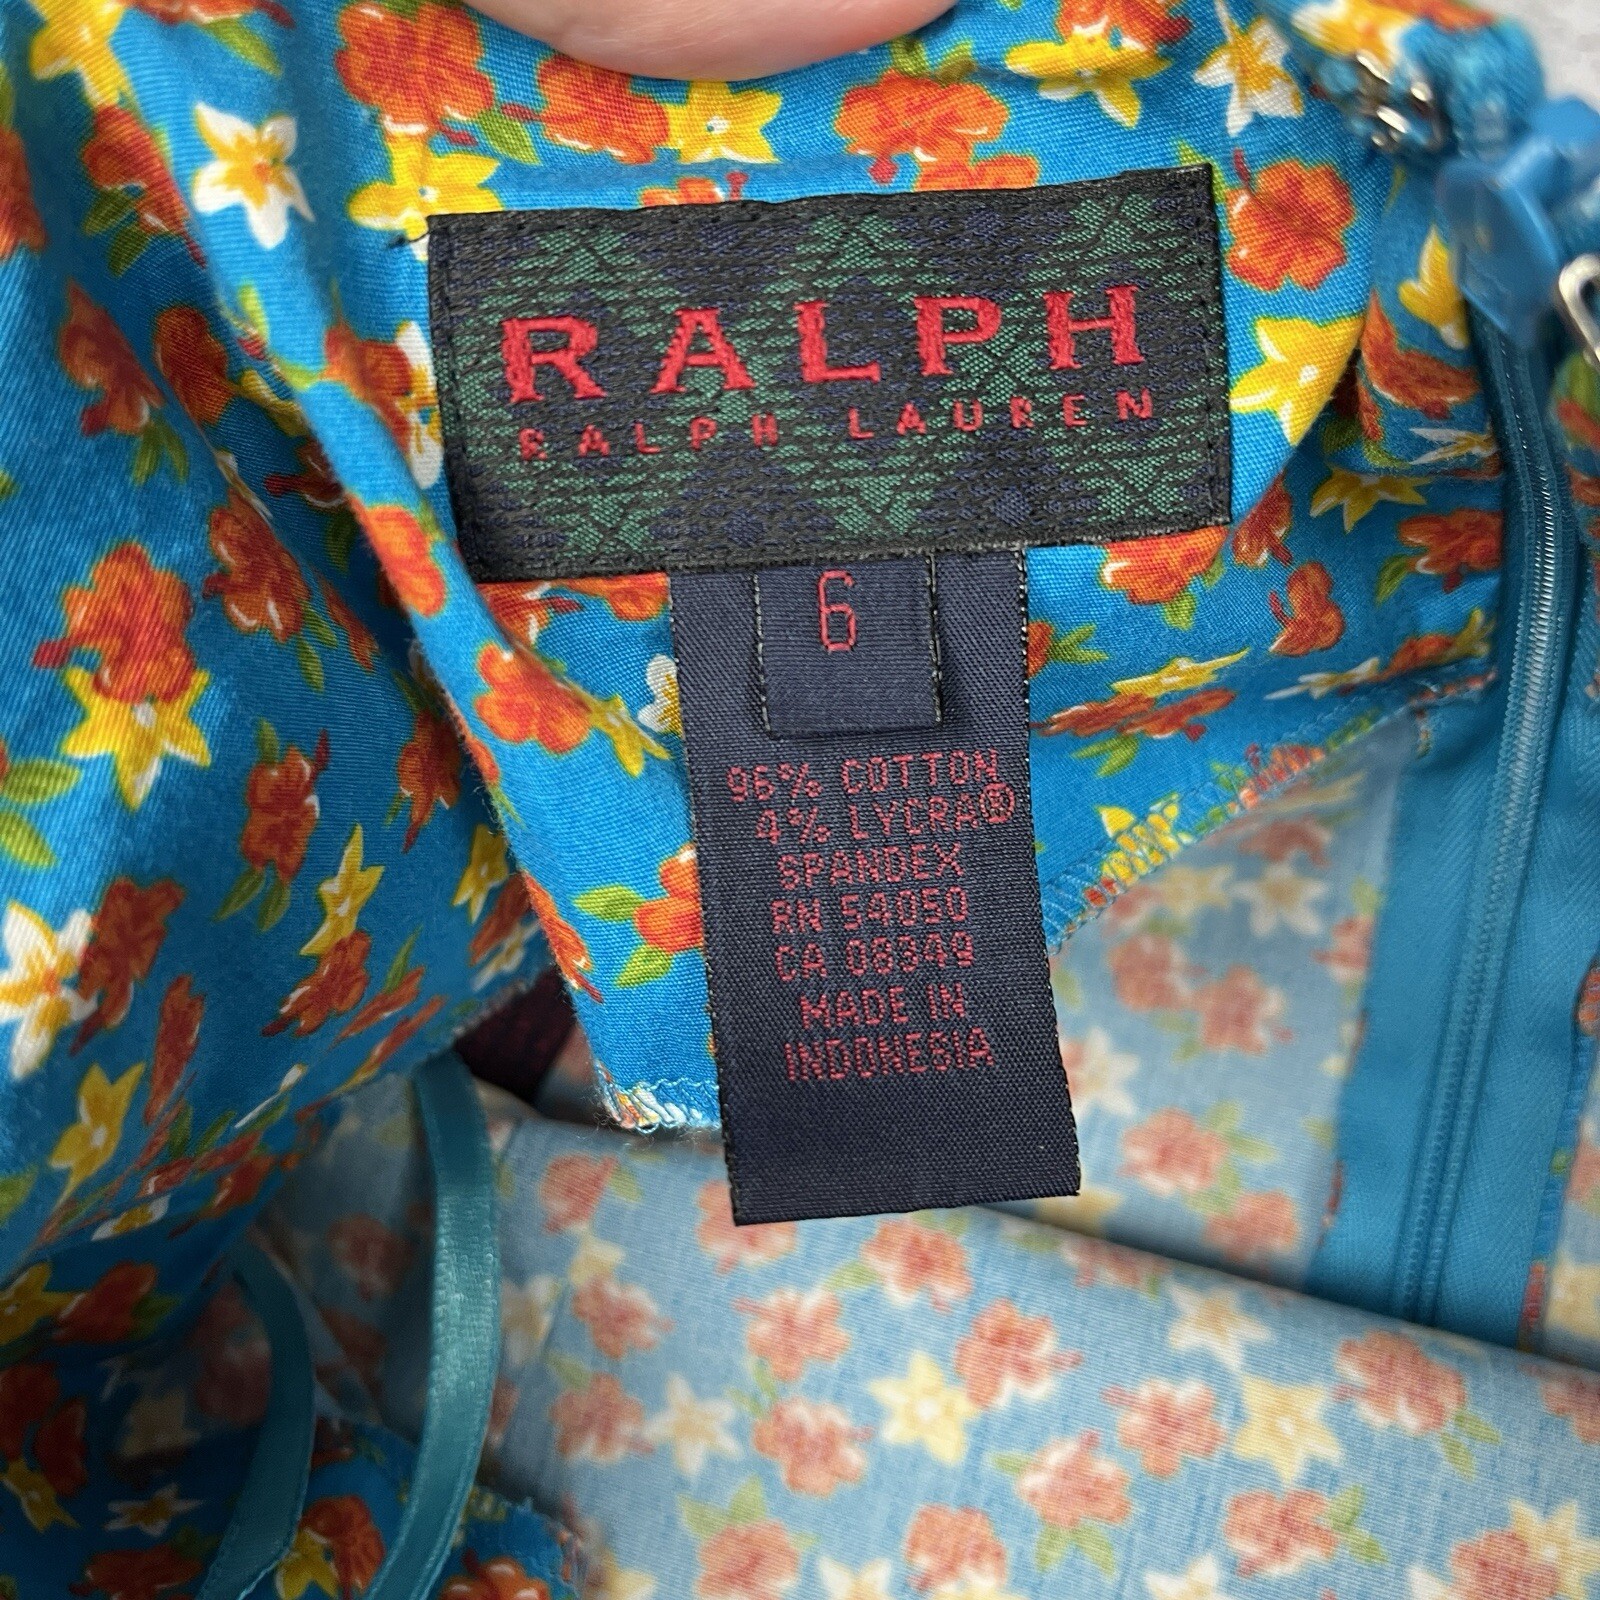 RALPH
RALPH LAUREN
6
96% COTTON
4% LYCRA®
SPANDEX
RN 54050
CA 08349
MADE IN
INDONESIA